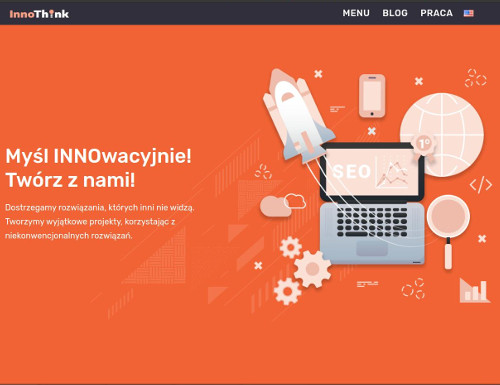 InnoThink
MENU BLOG PRACA
Myśl INNOwacyjnie!
Twórz z nami!
Dostrzegamy rozwiązania, których inni nie widzą.
Tworzymy wyjątkowe projekty, korzystając z
niekonwencjonalnych rozwiązań.
SEO
1º